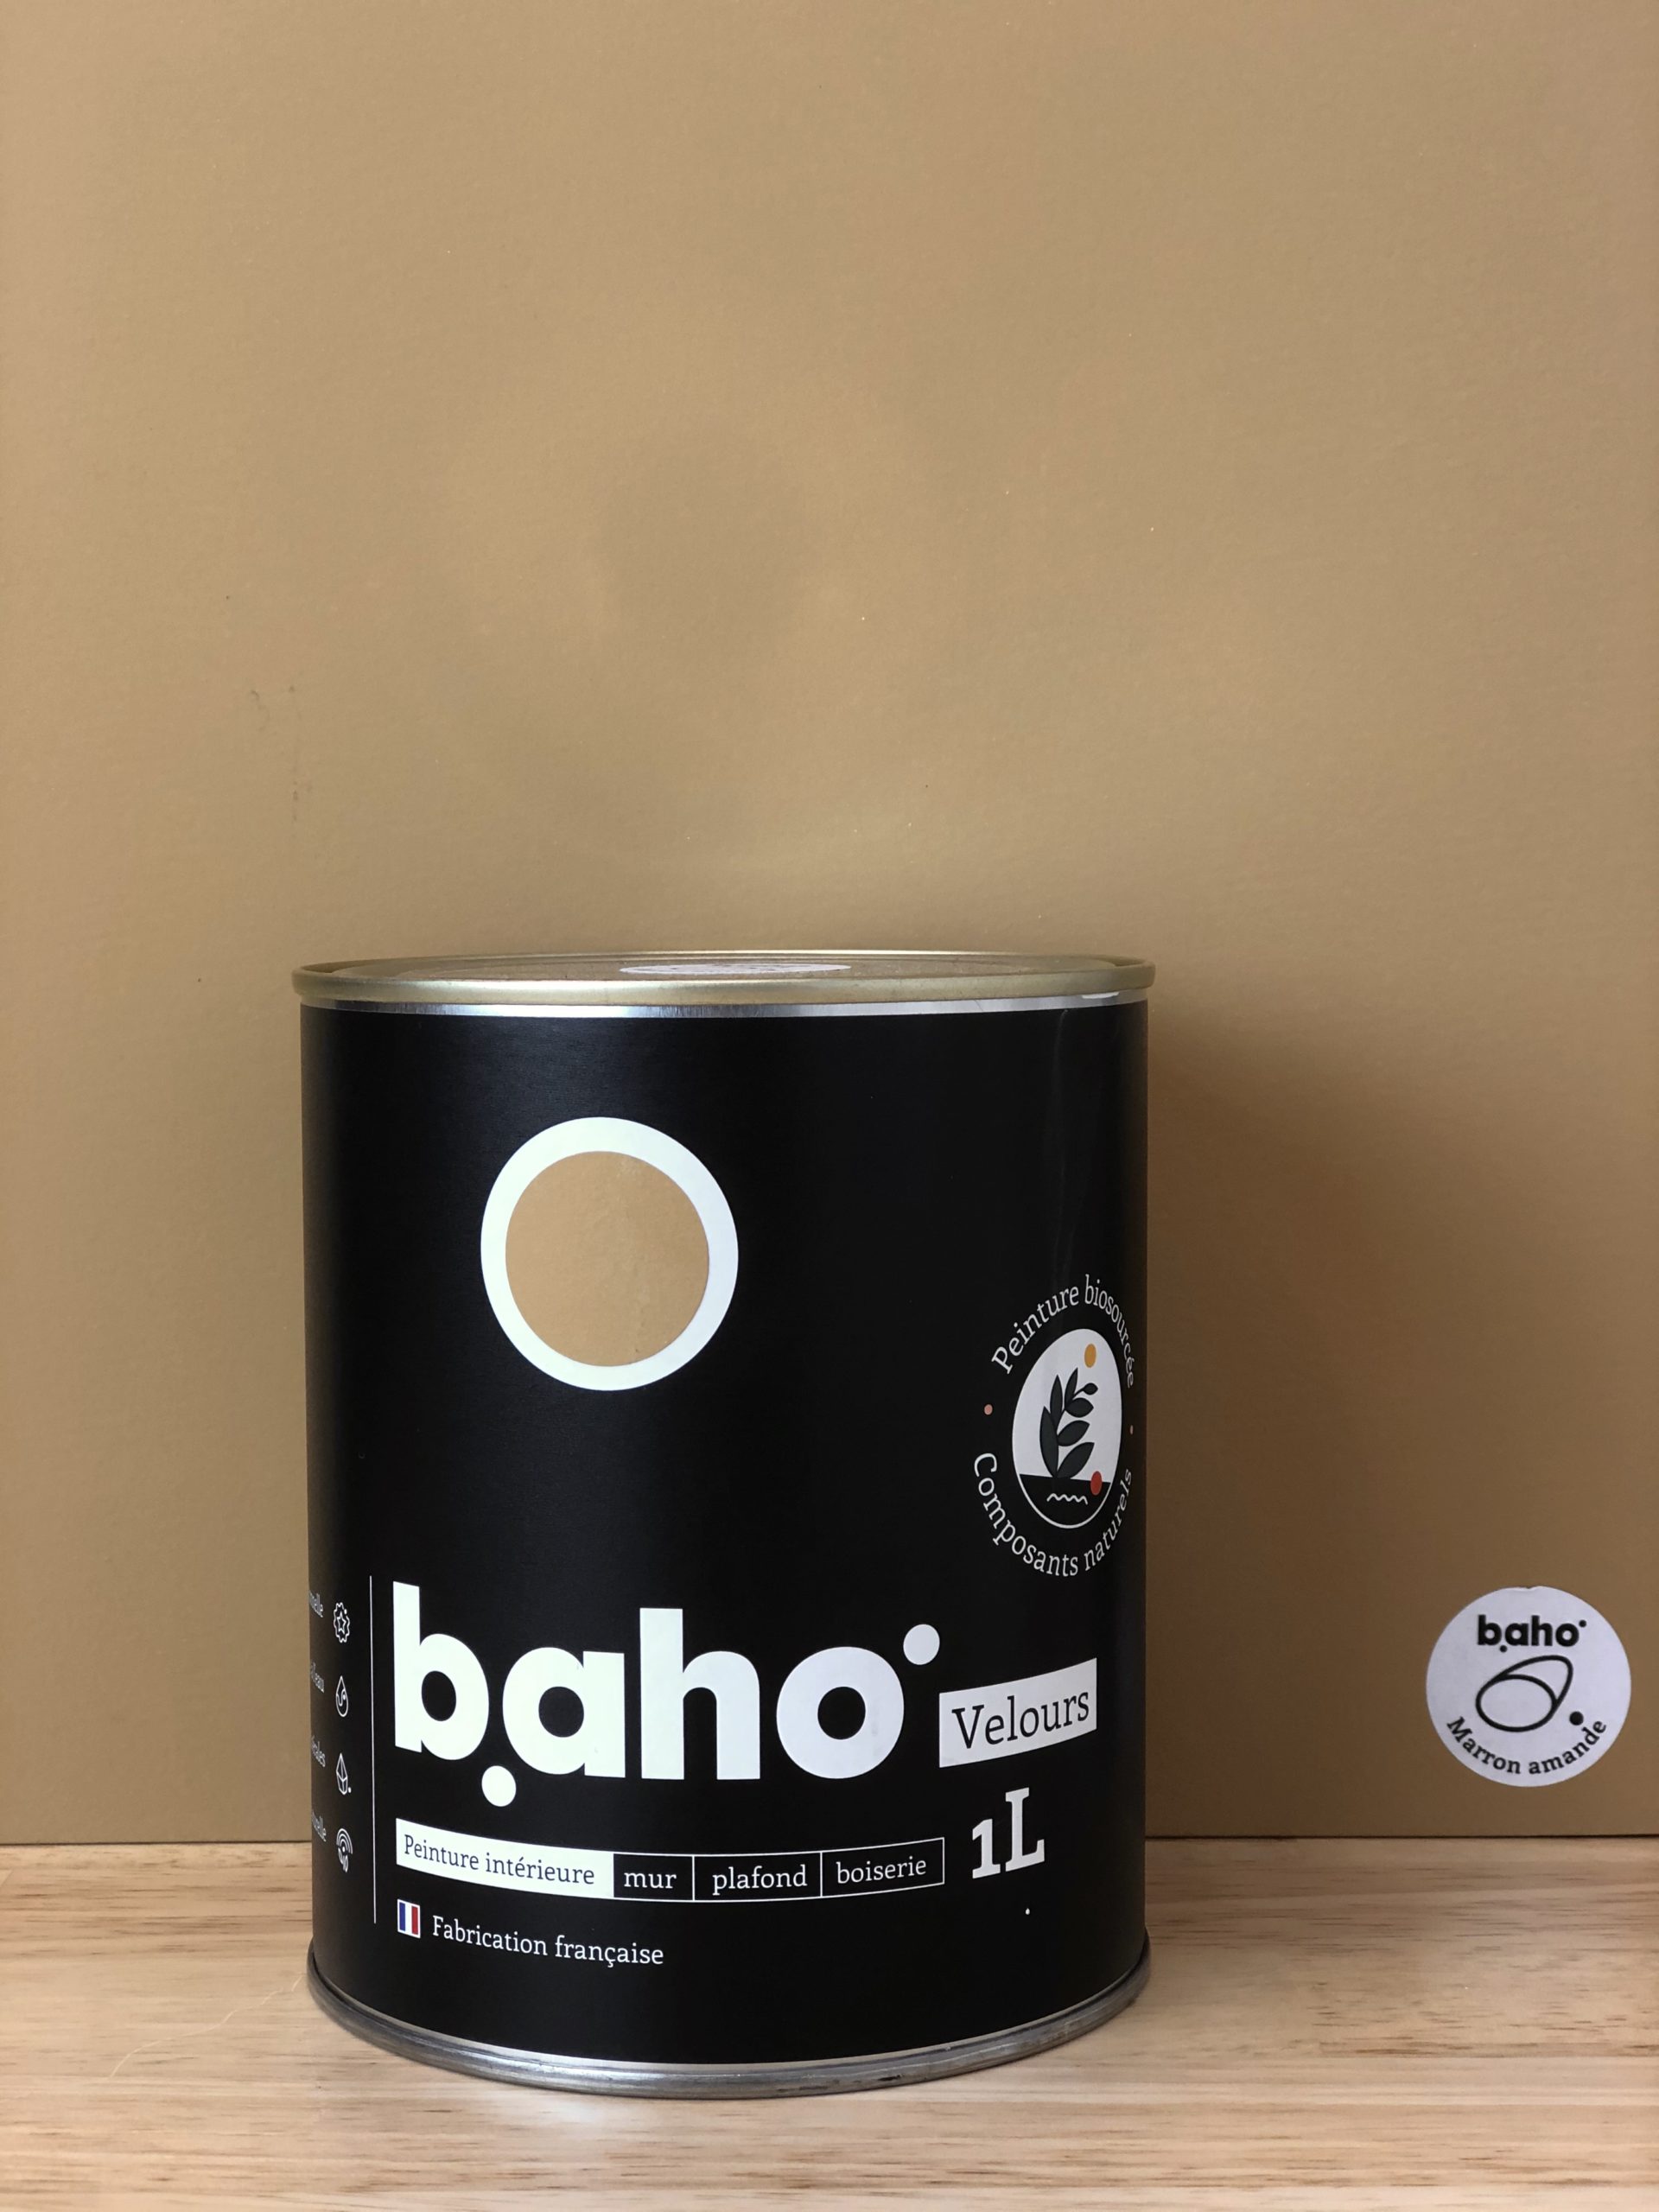 Peinture biosourcée
Composants naturels
baho
Velours
1L
Peinture intérieure mur plafond boiserie
Fabrication française
baho
Marron amande